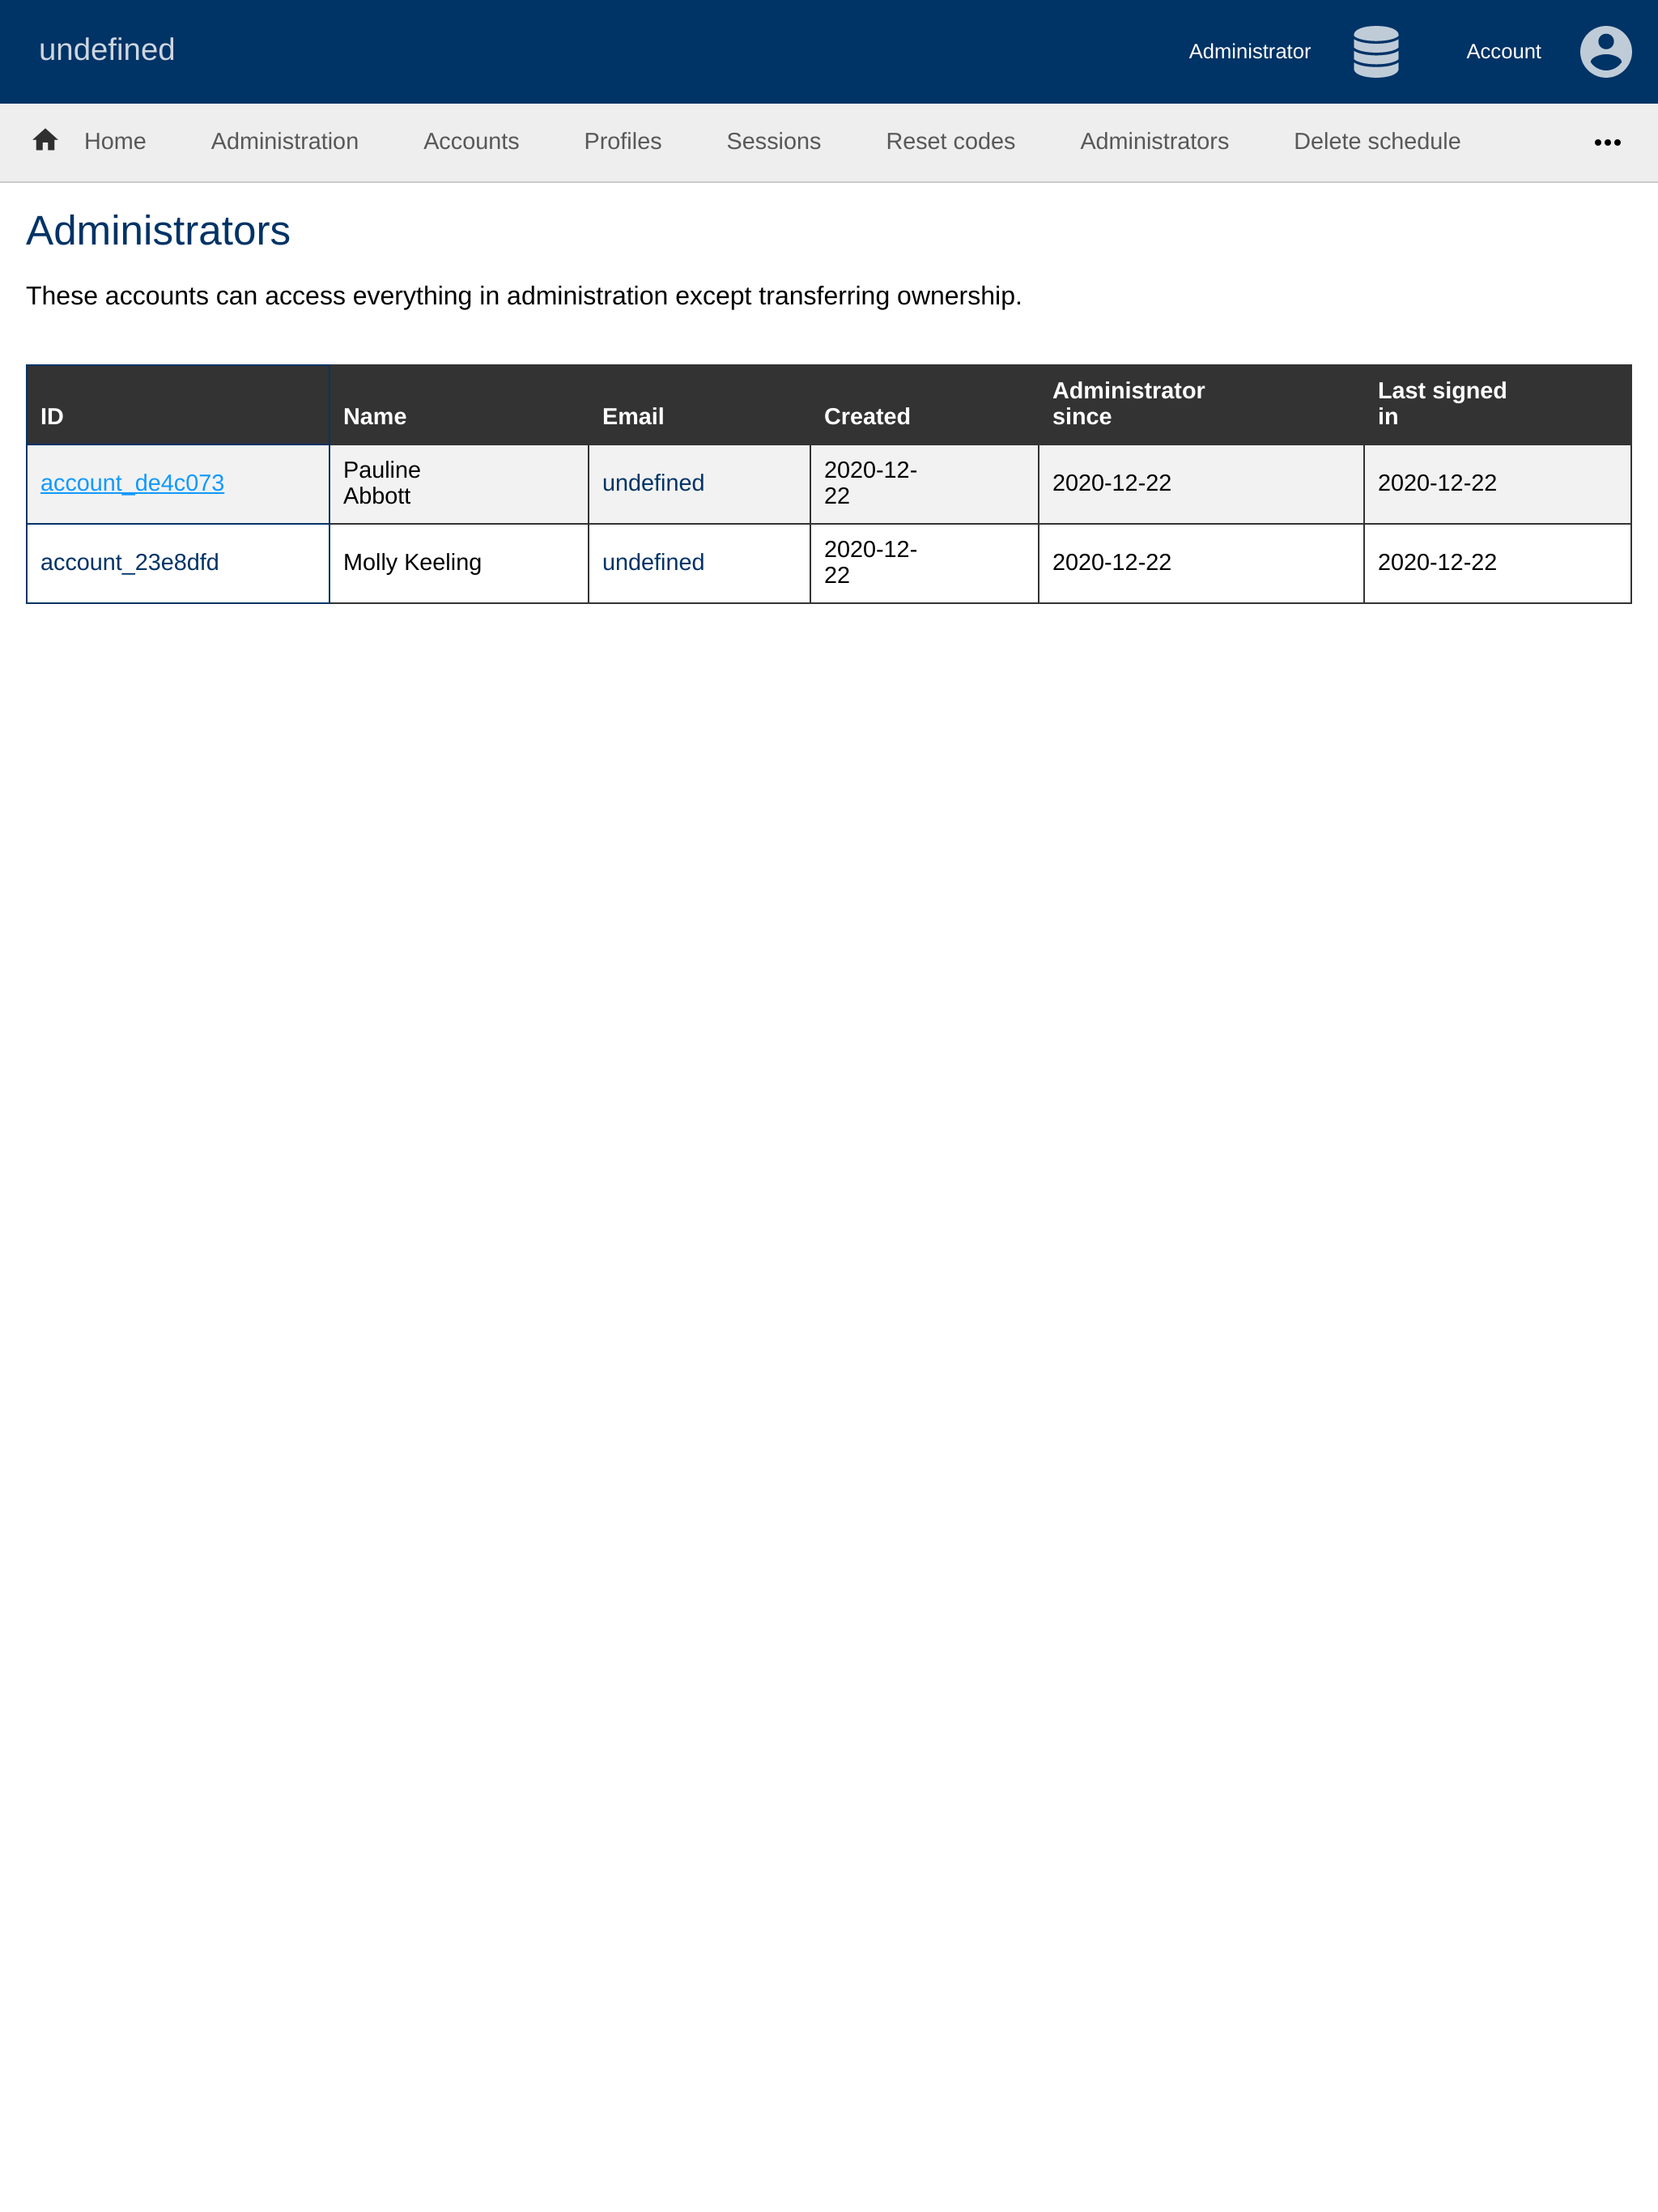 undefined
Administrator
Account
Home Administration Accounts Profiles Sessions Reset codes Administrators Delete schedule •••
Administrators
These accounts can access everything in administration except transferring ownership.
ID Name Email Created Administrator since Last signed in
account_de4c073 Pauline Abbott undefined 2020-12-22 2020-12-22 2020-12-22
account_23e8dfd Molly Keeling undefined 2020-12-22 2020-12-22 2020-12-22